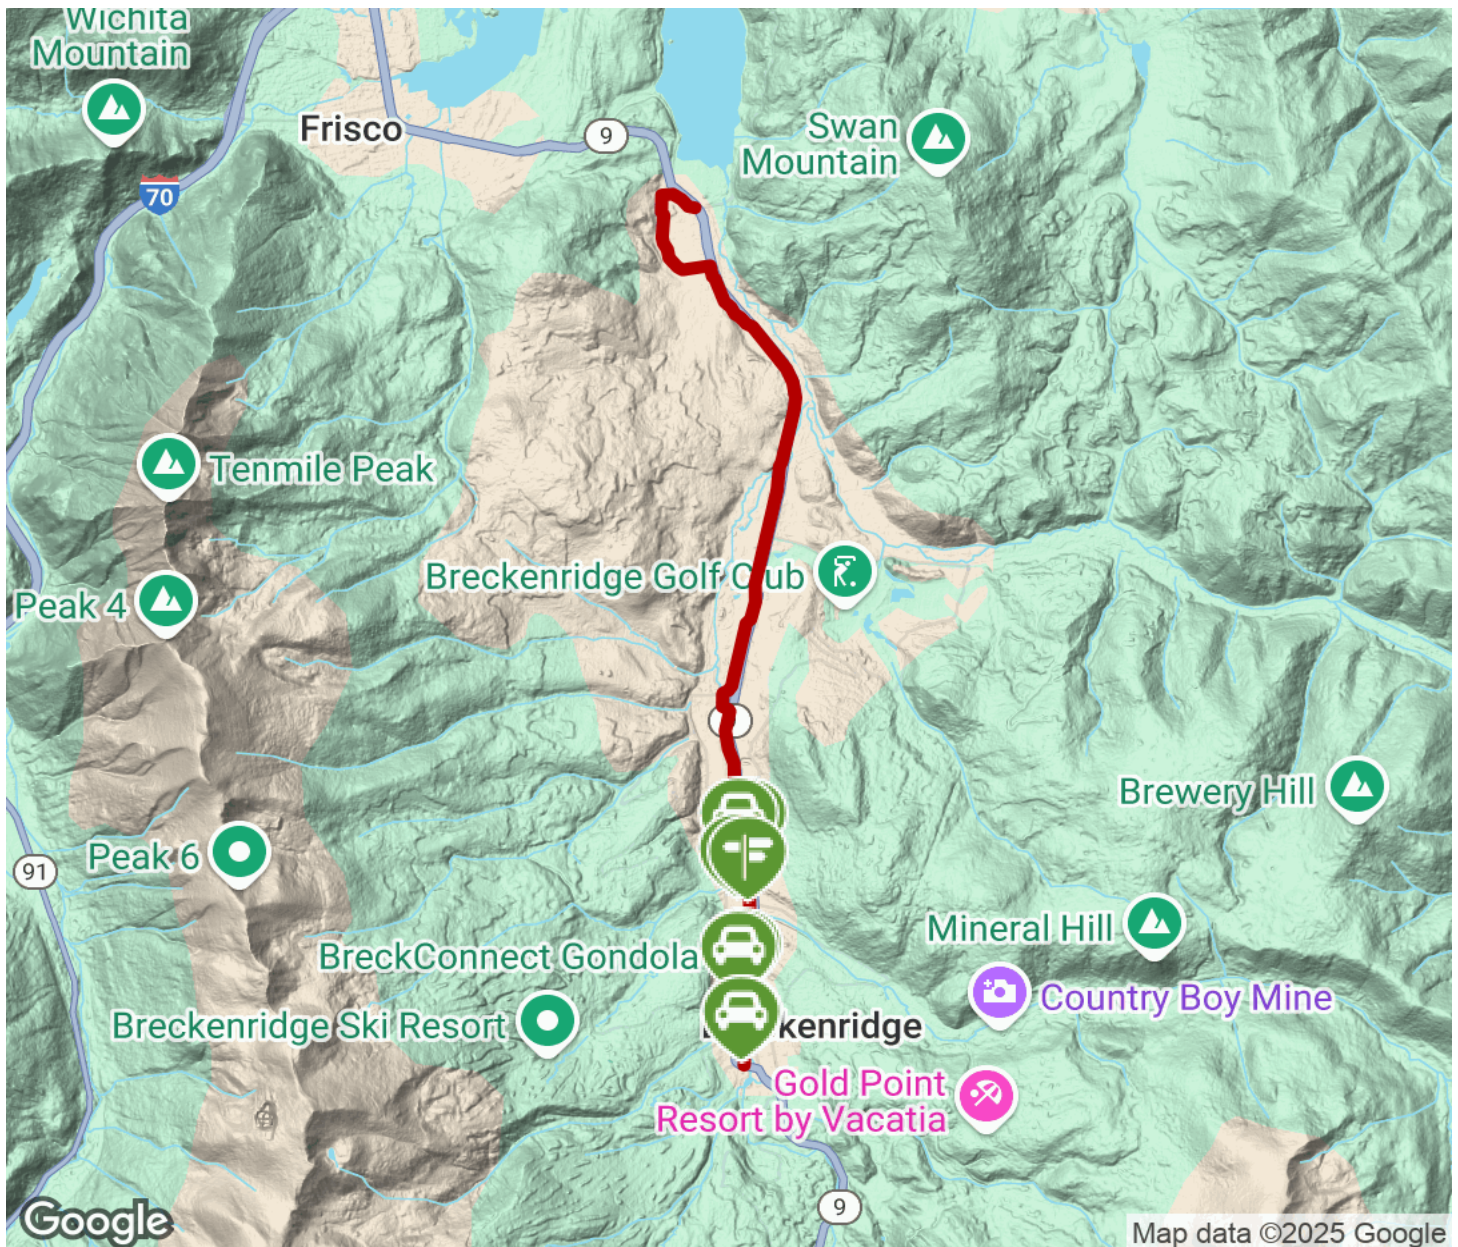 Wichita
Mountain
Frisco
9
Swan
Mountain
70
Tenmile Peak
Breckenridge Golf Club
Peak 4
Brewery Hill
Peak 6
91
Mineral Hill
BreckConnect Gondola
Country Boy Mine
Breckenridge Ski Resort
kenridge
Gold Point
Resort by Vacatia
9
Google
Map data ©2025 Google